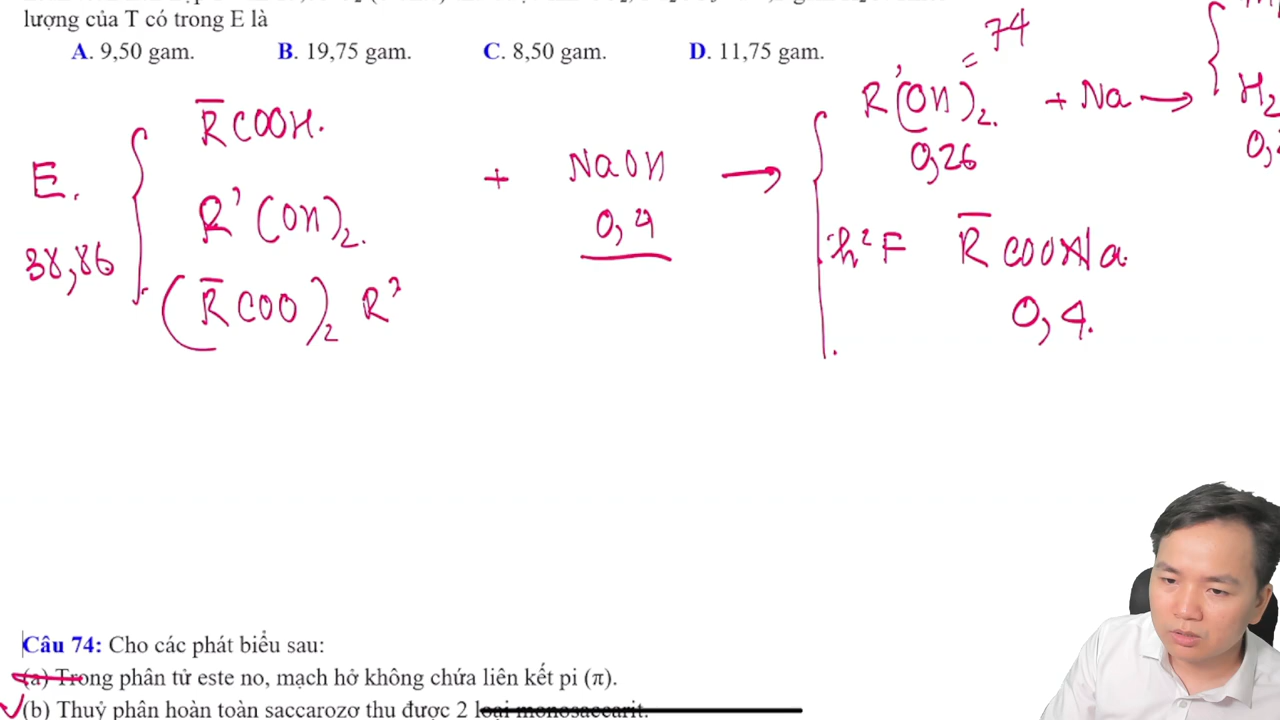 lượng của T có trong E là
A. 9,50 gam. B. 19,75 gam. C. 8,50 gam. D. 11,75 gam.
= 74
R̅COOH.
R'(OH)2. + Na →
H2
0,26
E.
+ NaOH →
R'(OH)2.
0,4
38,86
h² F R̅COONa.
(R̅COO)2 R'
0,4.
Câu 74: Cho các phát biểu sau:
(a) Trong phân tử este no, mạch hở không chứa liên kết pi (π).
(b) Thuỷ phân hoàn toàn saccarozơ thu được 2 loại monosaccarit.